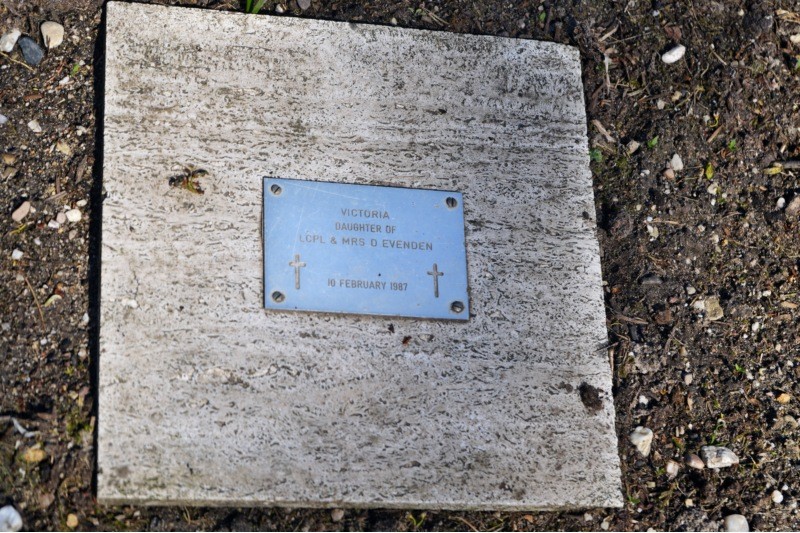 VICTORIA
DAUGHTER OF
LCPL & MRS D EVENDEN
10 FEBRUARY 1987